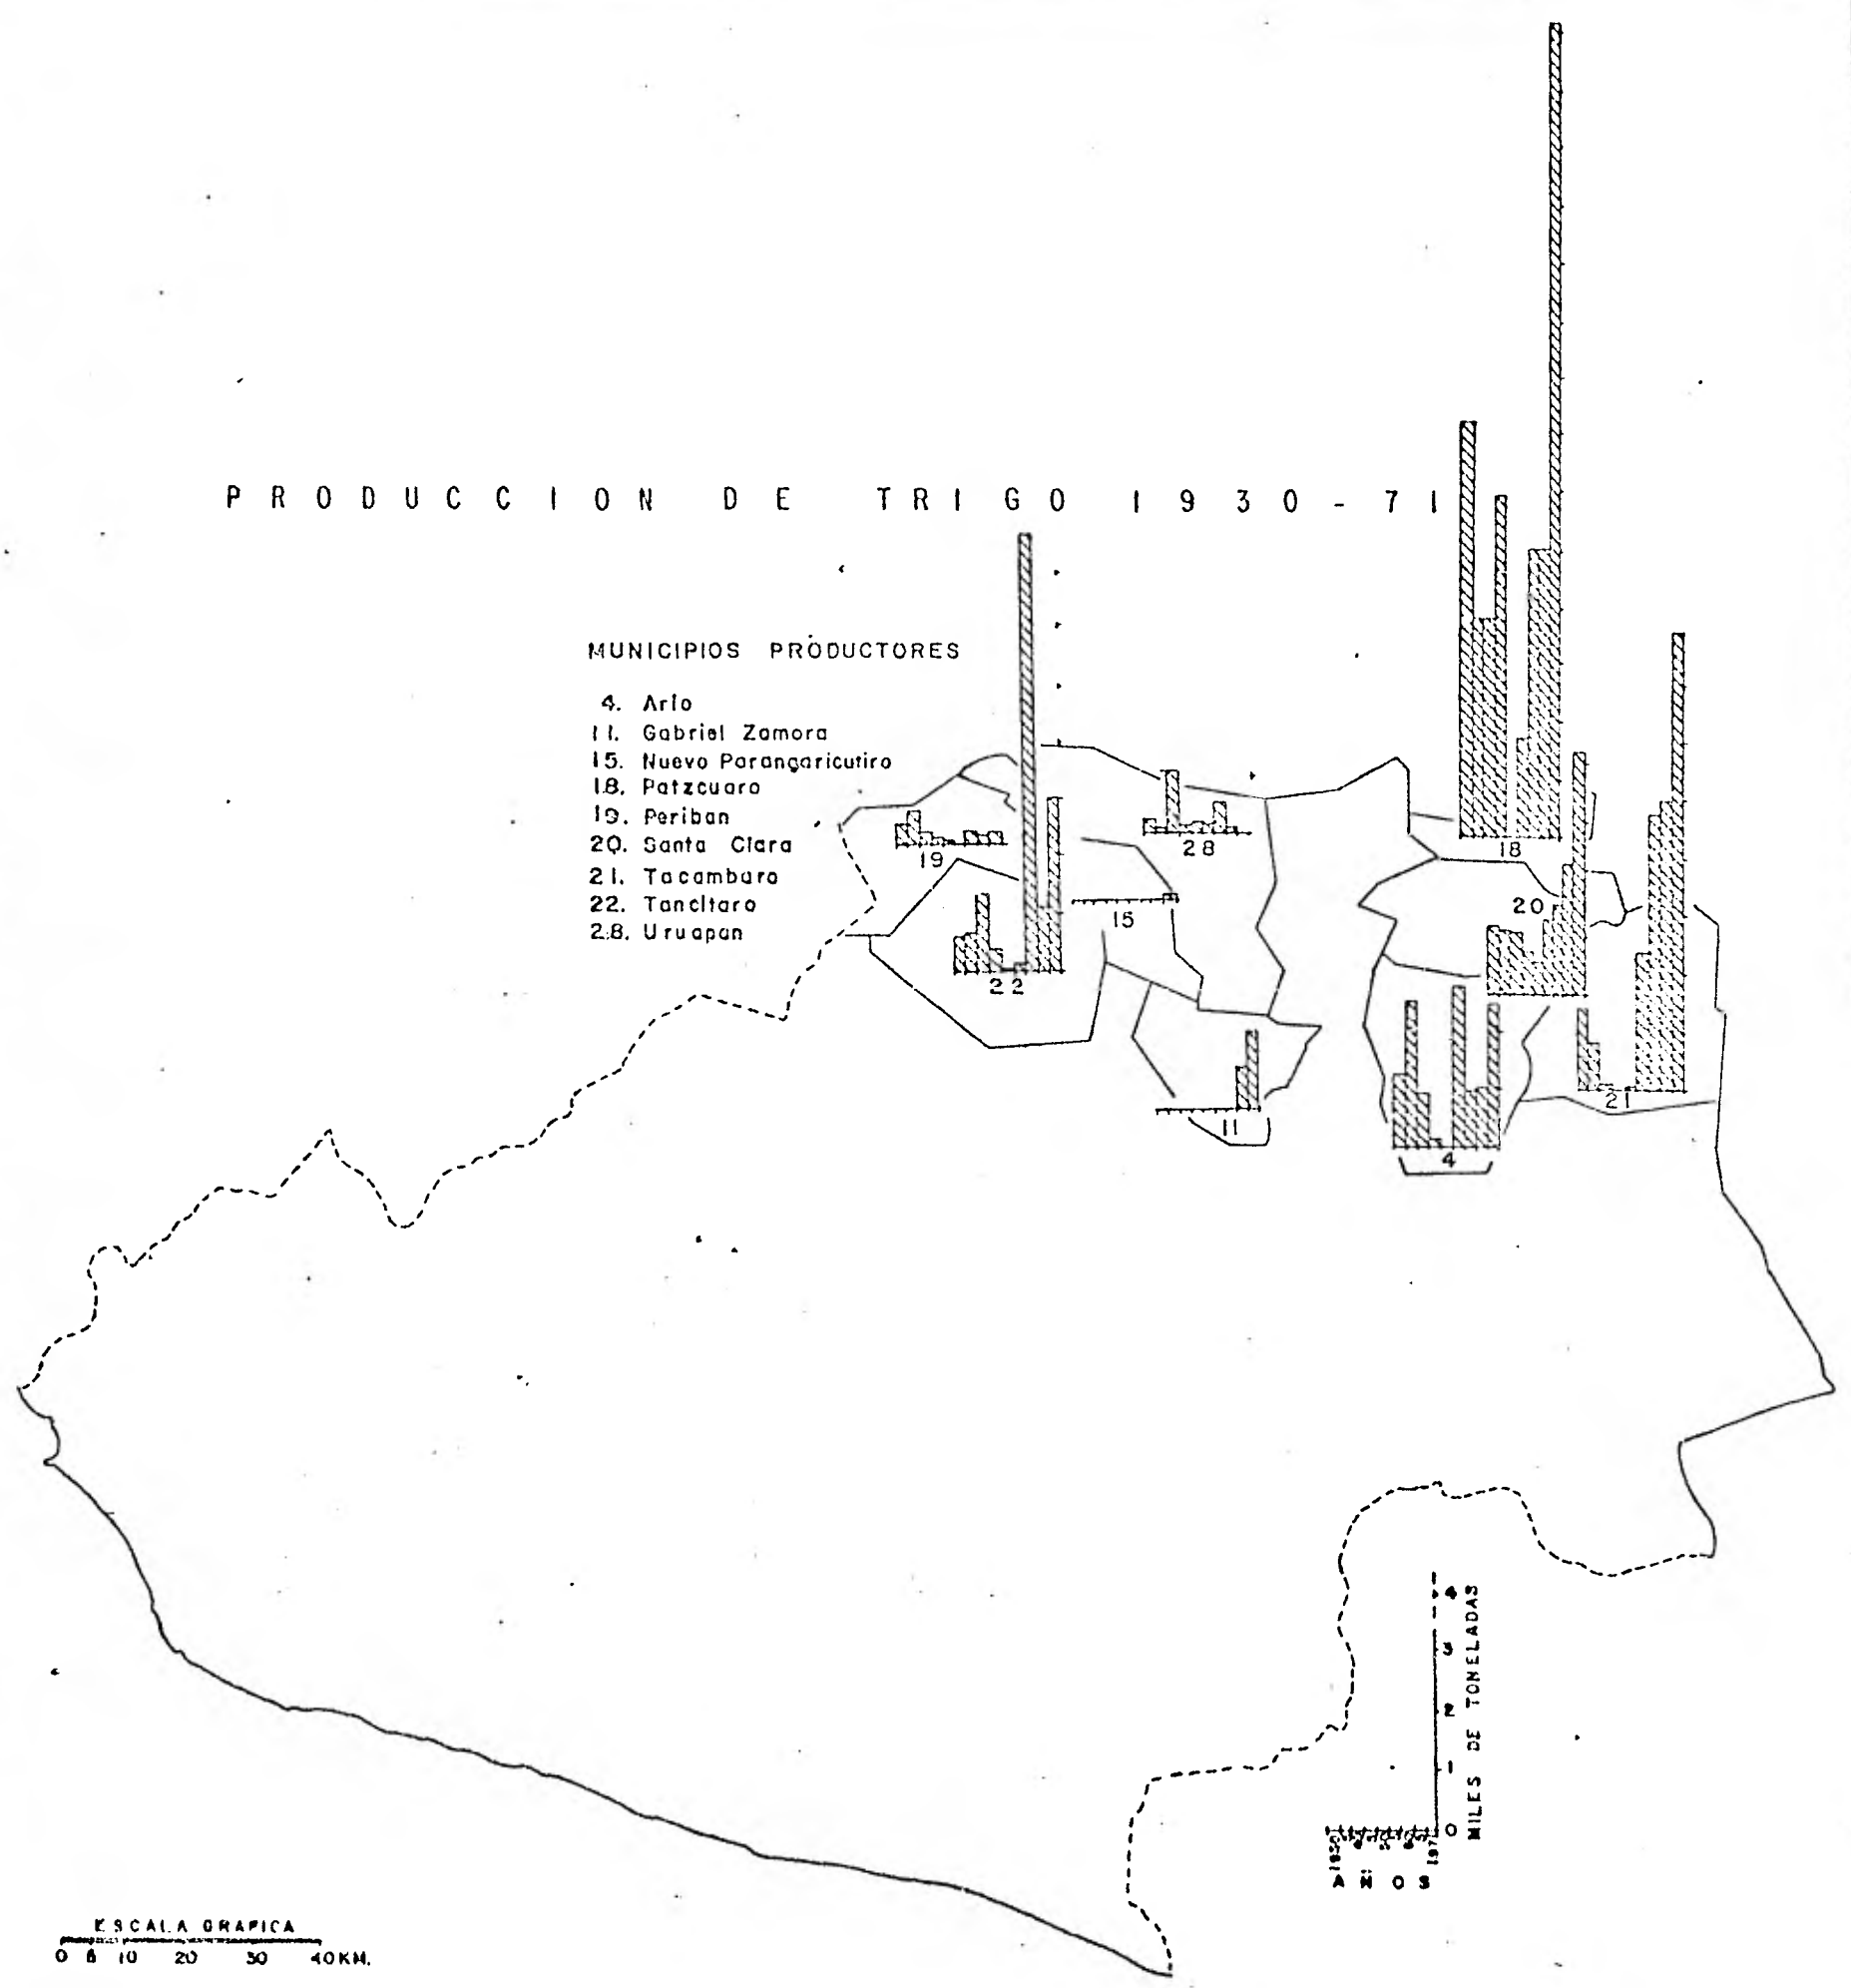 PRODUCCION DE TRIGO 1930-71
MUNICIPIOS PRODUCTORES
4. Ario
11. Gabriel Zamora
15. Nuevo Parangaricutiro
18. Patzcuaro
19. Periban
20. Santa Clara
21. Tacambaro
22. Tancitaro
28. Uruapan
18
28
19
20
15
22
21
11
4
4
3
2
1
0
MILES DE TONELADAS
1930
AÑOS
ESCALA GRAFICA
0 5 10 20 30 40KM.